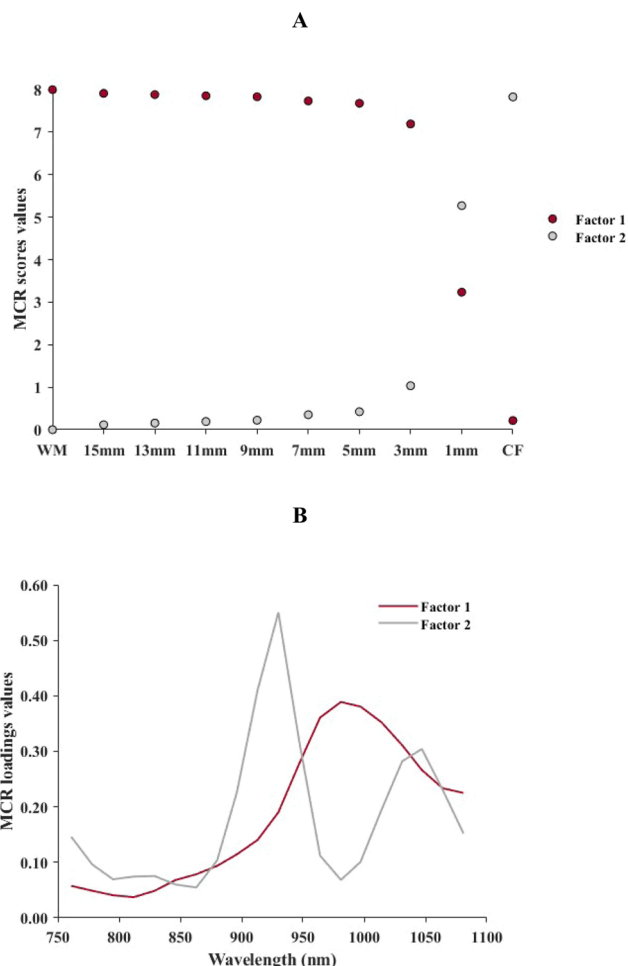 A
MCR scores values
8
7
6
5
4
3
2
1
0
WM 15mm 13mm 11mm 9mm 7mm 5mm 3mm 1mm CF
Factor 1
Factor 2
B
MCR loadings values
0.60
0.50
0.40
0.30
0.20
0.10
0.00
750 800 850 900 950 1000 1050 1100
Wavelength (nm)
Factor 1
Factor 2